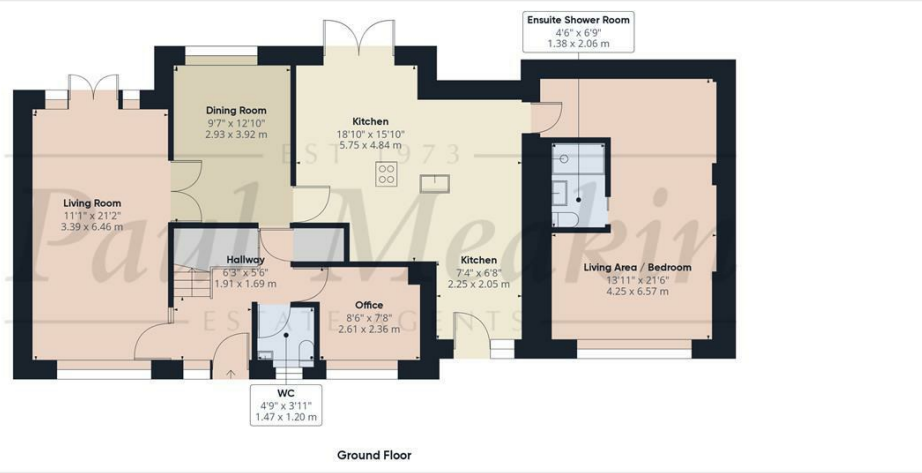 Ensuite Shower Room
4'6" x 6'9"
1.38 x 2.06 m
Dining Room
9'7" x 12'10"
2.93 x 3.92 m
Kitchen
18'10" x 15'10"
5.75 x 4.84 m
EST 1973
Living Room
11'1" x 21'2"
3.39 x 6.46 m
Paul Meakin
Hallway
6'3" x 5'6"
1.91 x 1.69 m
Kitchen
7'4" x 6'8"
2.25 x 2.05 m
Living Area / Bedroom
13'11" x 21'6"
4.25 x 6.57 m
Office
8'6" x 7'8"
2.61 x 2.36 m
ESTATE AGENTS
WC
4'9" x 3'11"
1.47 x 1.20 m
Ground Floor